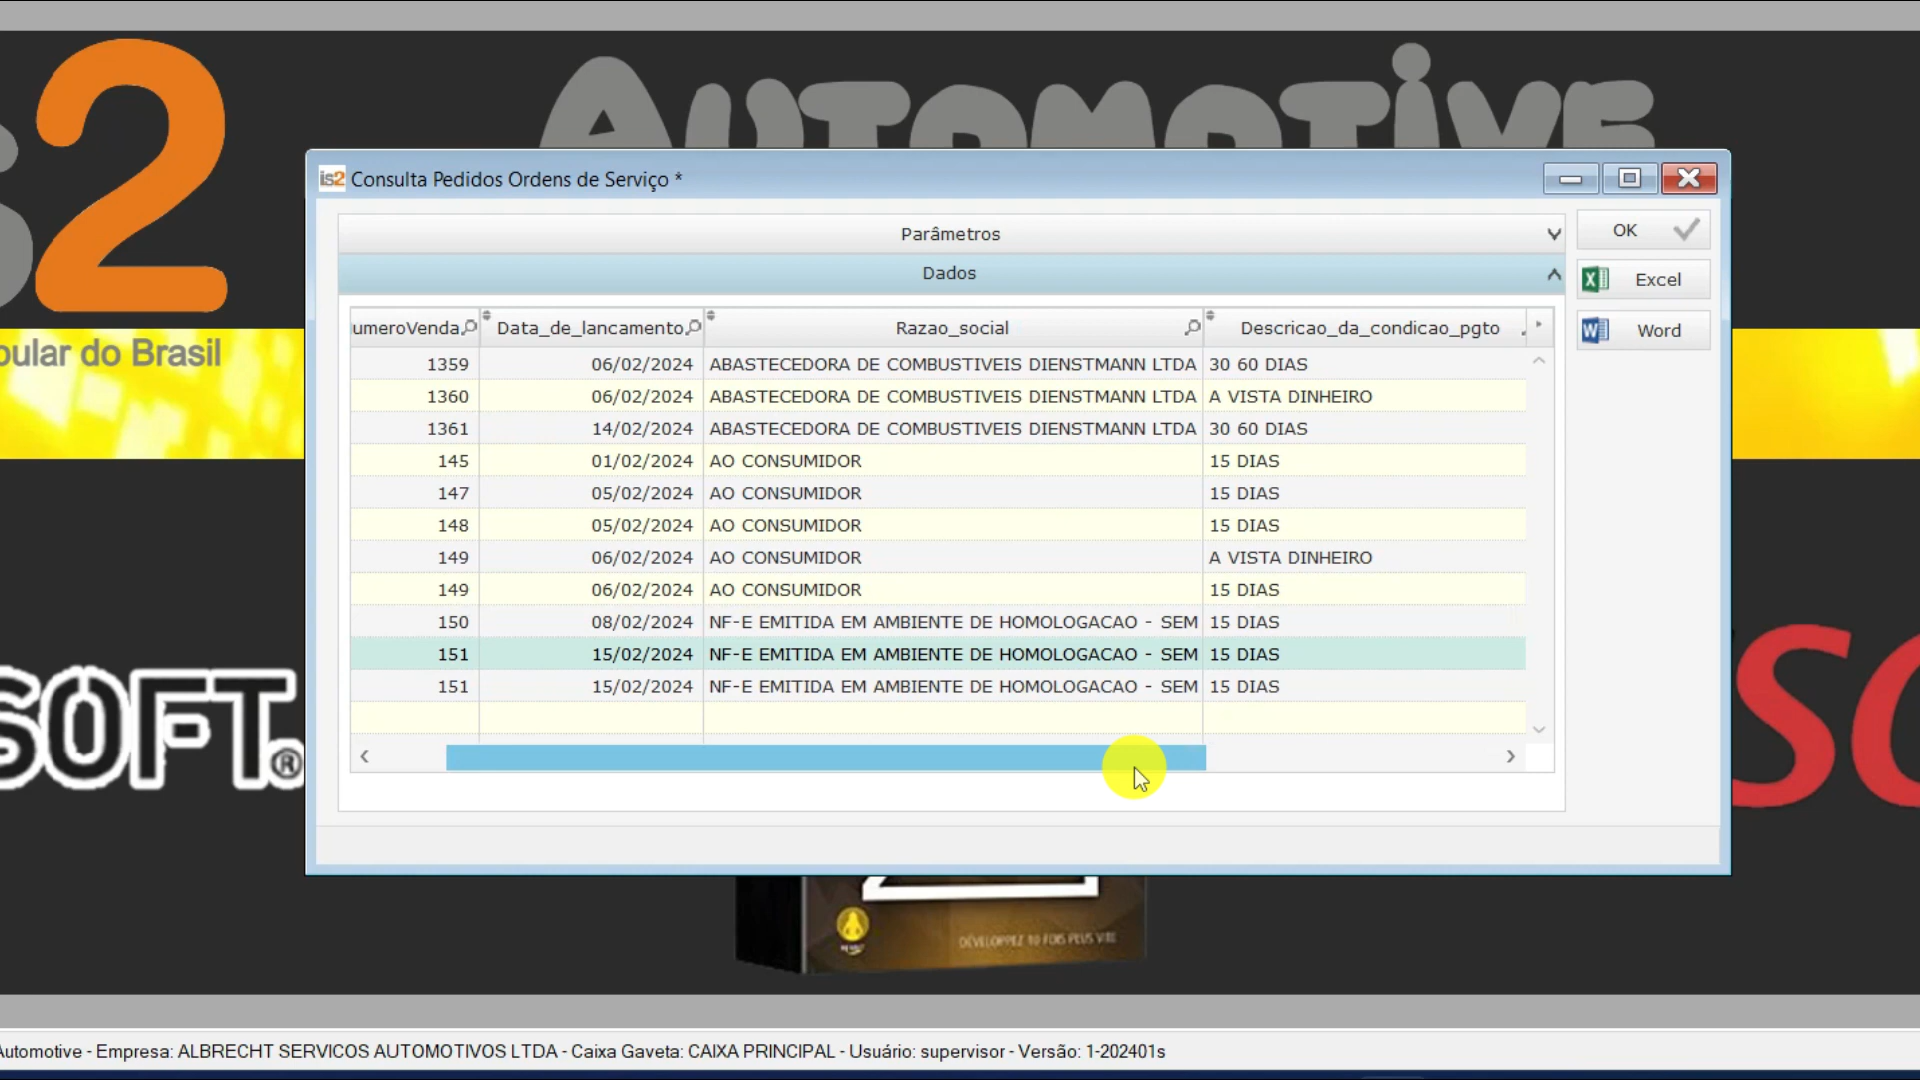 2
AUTOMOTIVE
pular do Brasil
SOFT®
is2 Consulta Pedidos Ordens de Serviço *
Parâmetros
Dados
OK
Excel
Word
umeroVenda Data_de_lancamento Razao_social Descricao_da_condicao_pgto
1359 06/02/2024 ABASTECEDORA DE COMBUSTIVEIS DIENSTMANN LTDA 30 60 DIAS
1360 06/02/2024 ABASTECEDORA DE COMBUSTIVEIS DIENSTMANN LTDA A VISTA DINHEIRO
1361 14/02/2024 ABASTECEDORA DE COMBUSTIVEIS DIENSTMANN LTDA 30 60 DIAS
145 01/02/2024 AO CONSUMIDOR 15 DIAS
147 05/02/2024 AO CONSUMIDOR 15 DIAS
148 05/02/2024 AO CONSUMIDOR 15 DIAS
149 06/02/2024 AO CONSUMIDOR A VISTA DINHEIRO
149 06/02/2024 AO CONSUMIDOR 15 DIAS
150 08/02/2024 NF-E EMITIDA EM AMBIENTE DE HOMOLOGACAO - SEM 15 DIAS
151 15/02/2024 NF-E EMITIDA EM AMBIENTE DE HOMOLOGACAO - SEM 15 DIAS
151 15/02/2024 NF-E EMITIDA EM AMBIENTE DE HOMOLOGACAO - SEM 15 DIAS
SO
DÉVELOPPEZ 10 FOIS PLUS VITE
Automotive - Empresa: ALBRECHT SERVICOS AUTOMOTIVOS LTDA - Caixa Gaveta: CAIXA PRINCIPAL - Usuário: supervisor - Versão: 1-202401s